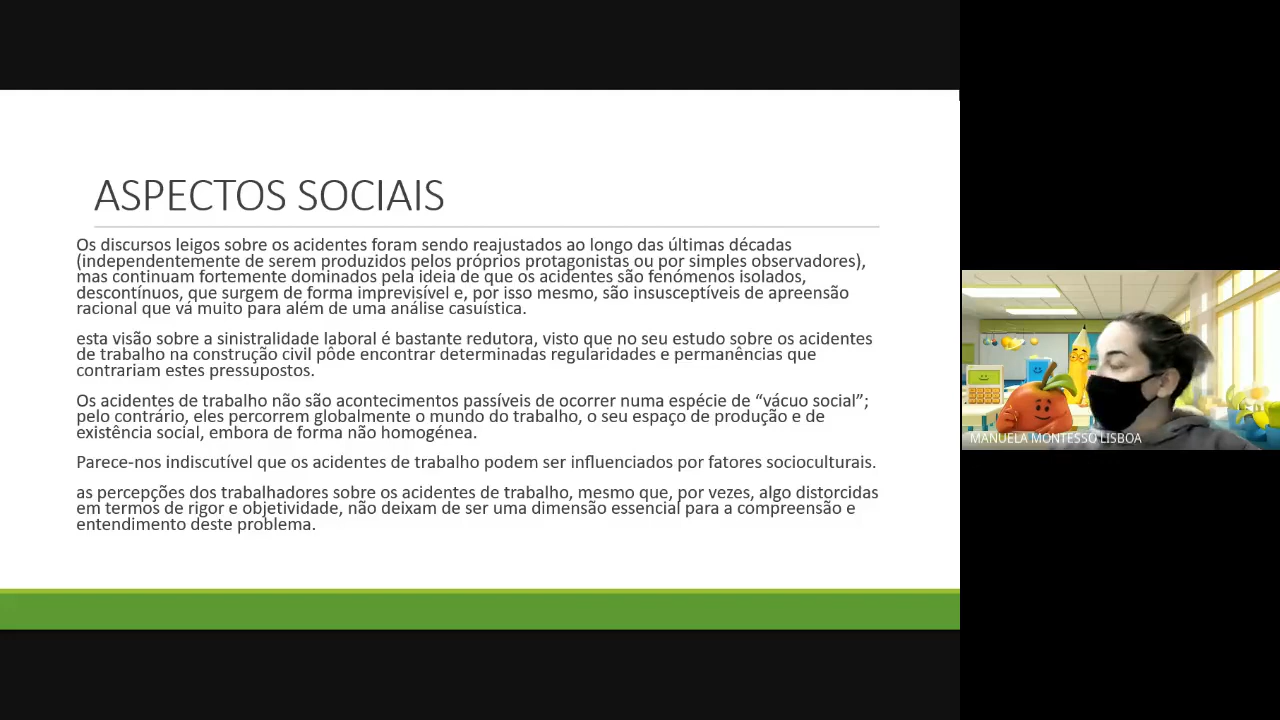 ASPECTOS SOCIAIS
Os discursos leigos sobre os acidentes foram sendo reajustados ao longo das últimas décadas
(independentemente de serem produzidos pelos próprios protagonistas ou por simples observadores),
mas continuam fortemente dominados pela ideia de que os acidentes são fenómenos isolados,
descontínuos, que surgem de forma imprevisível e, por isso mesmo, são insusceptíveis de apreensão
racional que vá muito para além de uma análise casuística.
esta visão sobre a sinistralidade laboral é bastante redutora, visto que no seu estudo sobre os acidentes
de trabalho na construção civil pôde encontrar determinadas regularidades e permanências que
contrariam estes pressupostos.
Os acidentes de trabalho não são acontecimentos passíveis de ocorrer numa espécie de “vácuo social”;
pelo contrário, eles percorrem globalmente o mundo do trabalho, o seu espaço de produção e de
existência social, embora de forma não homogénea.
Parece-nos indiscutível que os acidentes de trabalho podem ser influenciados por fatores socioculturais.
as percepções dos trabalhadores sobre os acidentes de trabalho, mesmo que, por vezes, algo distorcidas
em termos de rigor e objetividade, não deixam de ser uma dimensão essencial para a compreensão e
entendimento deste problema.
MANUELA MONTESSO LISBOA